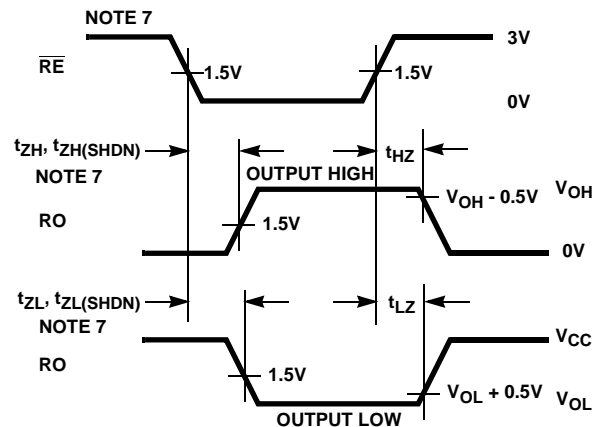 NOTE 7
3V
RE
1.5V
1.5V
0V
tZH, tZH(SHDN)
tHZ
NOTE 7
OUTPUT HIGH
VOH - 0.5V
VOH
RO
1.5V
0V
tZL, tZL(SHDN)
tLZ
NOTE 7
VCC
RO
1.5V
VOL + 0.5V
VOL
OUTPUT LOW